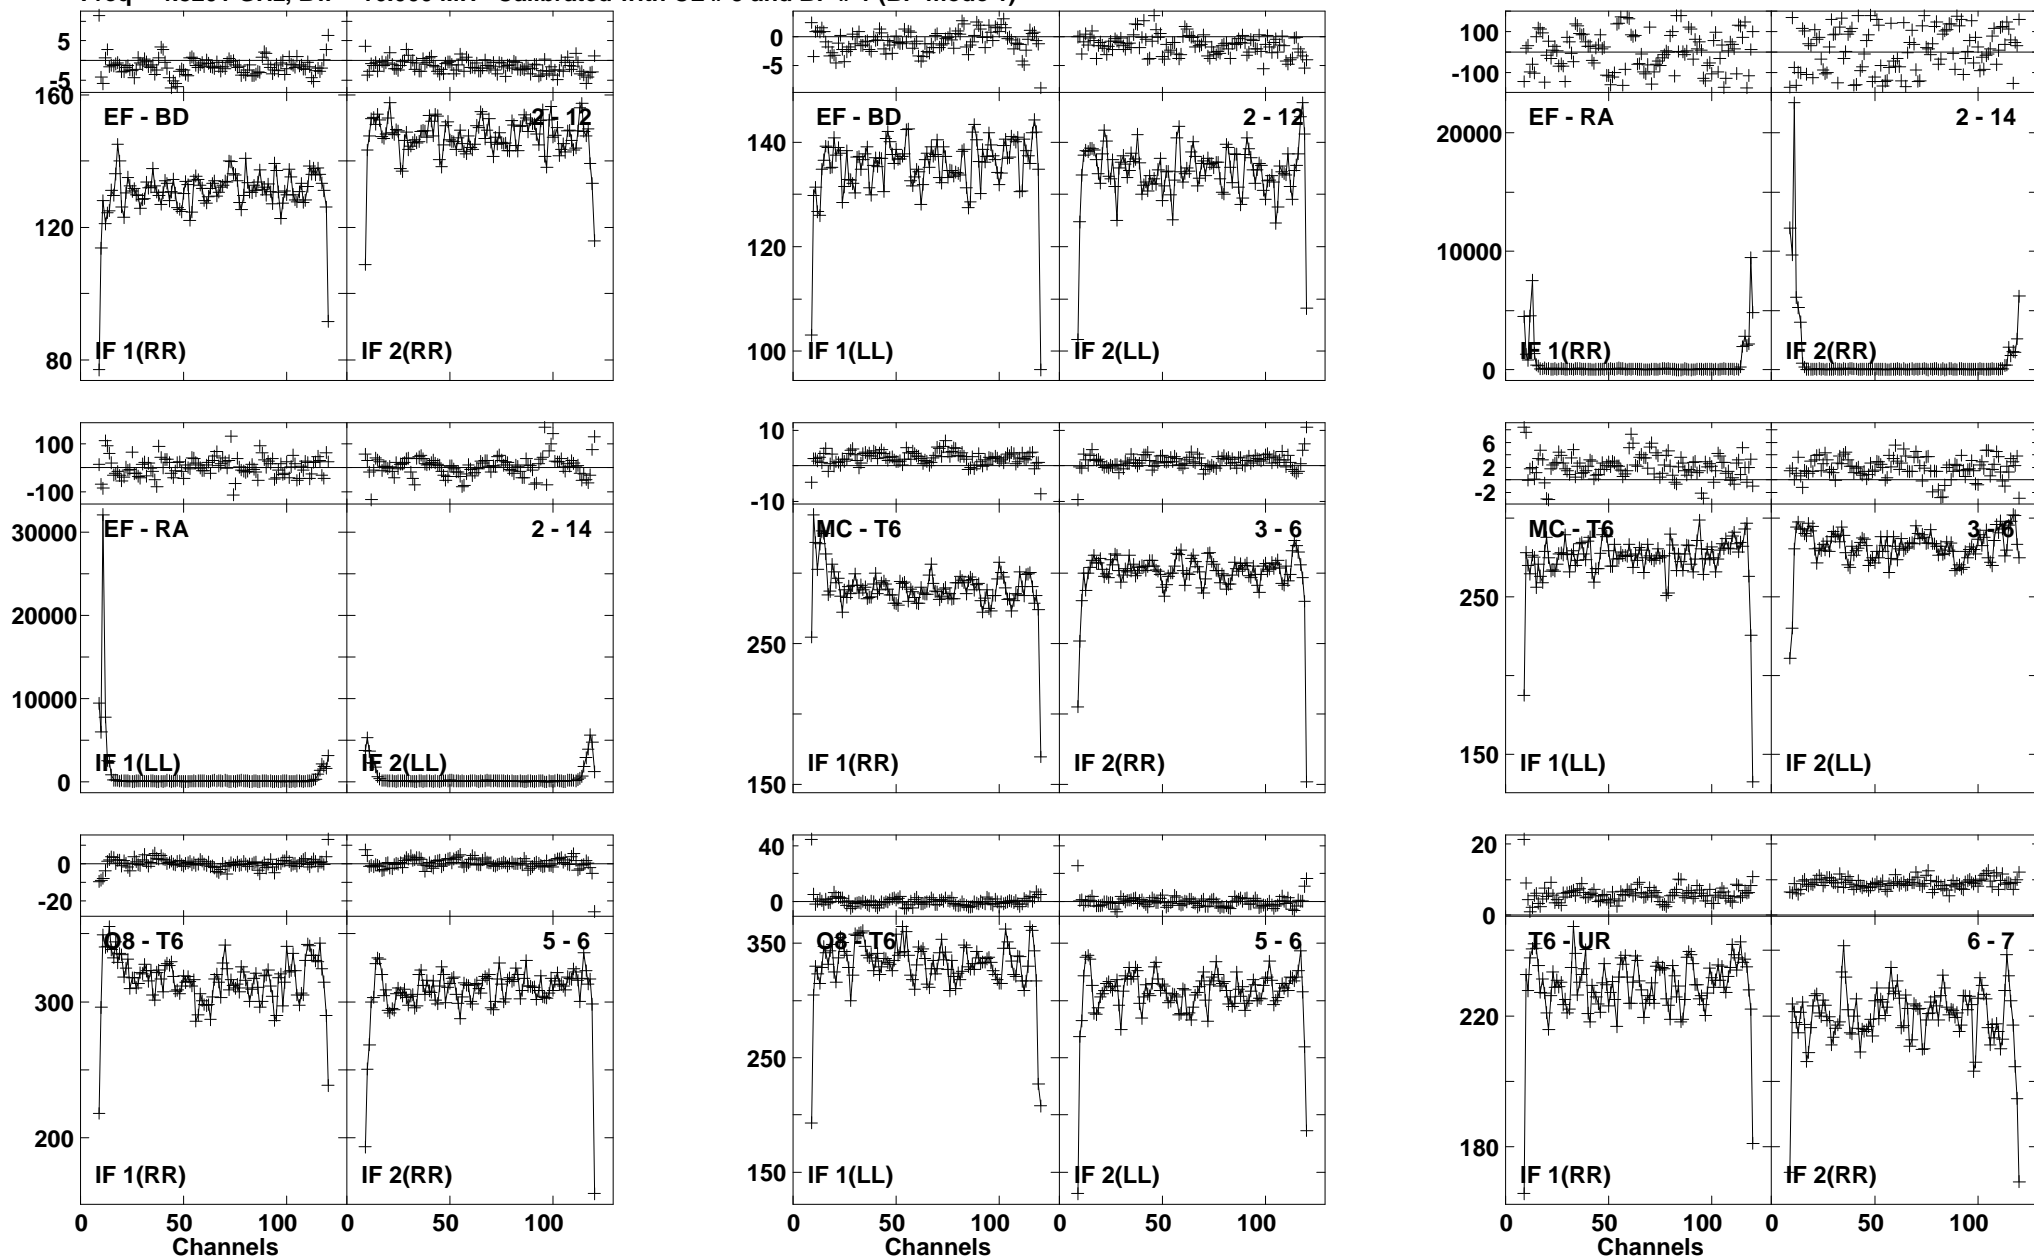 5
-5
160
120
80
EF - BD
2 - 12
IF 1(RR)
IF 2(RR)
0
-5
140
120
100
EF - BD
2 - 12
IF 1(LL)
IF 2(LL)
100
-100
20000
10000
0
EF - RA
2 - 14
IF 1(RR)
IF 2(RR)
100
-100
30000
20000
10000
0
EF - RA
2 - 14
IF 1(LL)
IF 2(LL)
10
-10
250
150
MC - T6
3 - 6
IF 1(RR)
IF 2(RR)
6
2
-2
250
150
MC - T6
3 - 6
IF 1(LL)
IF 2(LL)
0
-20
300
200
O8 - T6
5 - 6
IF 1(RR)
IF 2(RR)
0 50 100 0 50 100
Channels
40
0
350
250
150
O8 - T6
5 - 6
IF 1(LL)
IF 2(LL)
0 50 100 0 50 100
Channels
20
10
0
220
180
T6 - UR
6 - 7
IF 1(RR)
IF 2(RR)
0 50 100 0 50 100
Channels